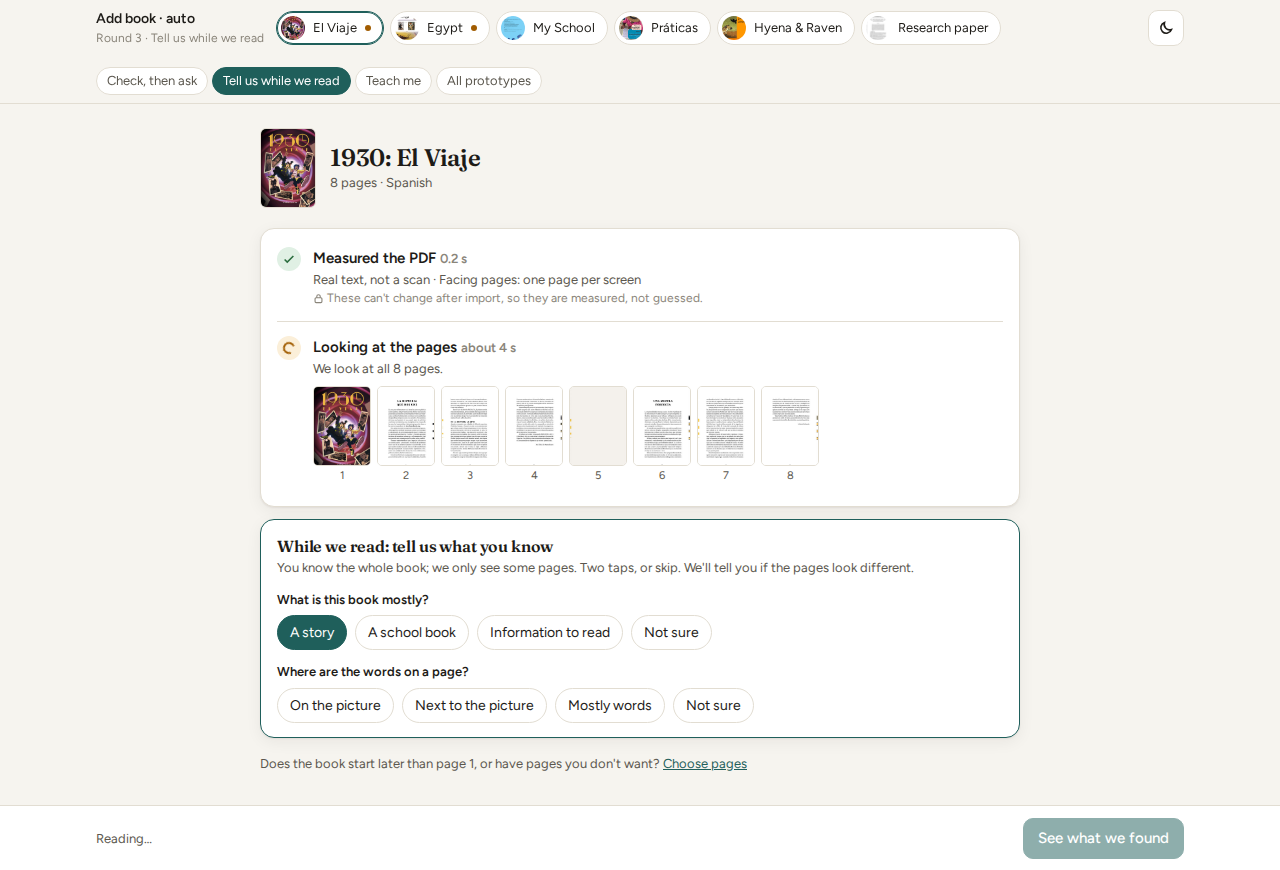 Add book · auto
Round 3 · Tell us while we read
El Viaje
Egypt
My School
Práticas
Hyena & Raven
Research paper
Check, then ask
Tell us while we read
Teach me
All prototypes
1930
1930: El Viaje
8 pages · Spanish
Measured the PDF 0.2 s
Real text, not a scan · Facing pages: one page per screen
These can't change after import, so they are measured, not guessed.
Looking at the pages about 4 s
We look at all 8 pages.
1930
1
2
3
4
5
6
7
8
While we read: tell us what you know
You know the whole book; we only see some pages. Two taps, or skip. We'll tell you if the pages look different.
What is this book mostly?
A story
A school book
Information to read
Not sure
Where are the words on a page?
On the picture
Next to the picture
Mostly words
Not sure
Does the book start later than page 1, or have pages you don't want? Choose pages
Reading...
See what we found